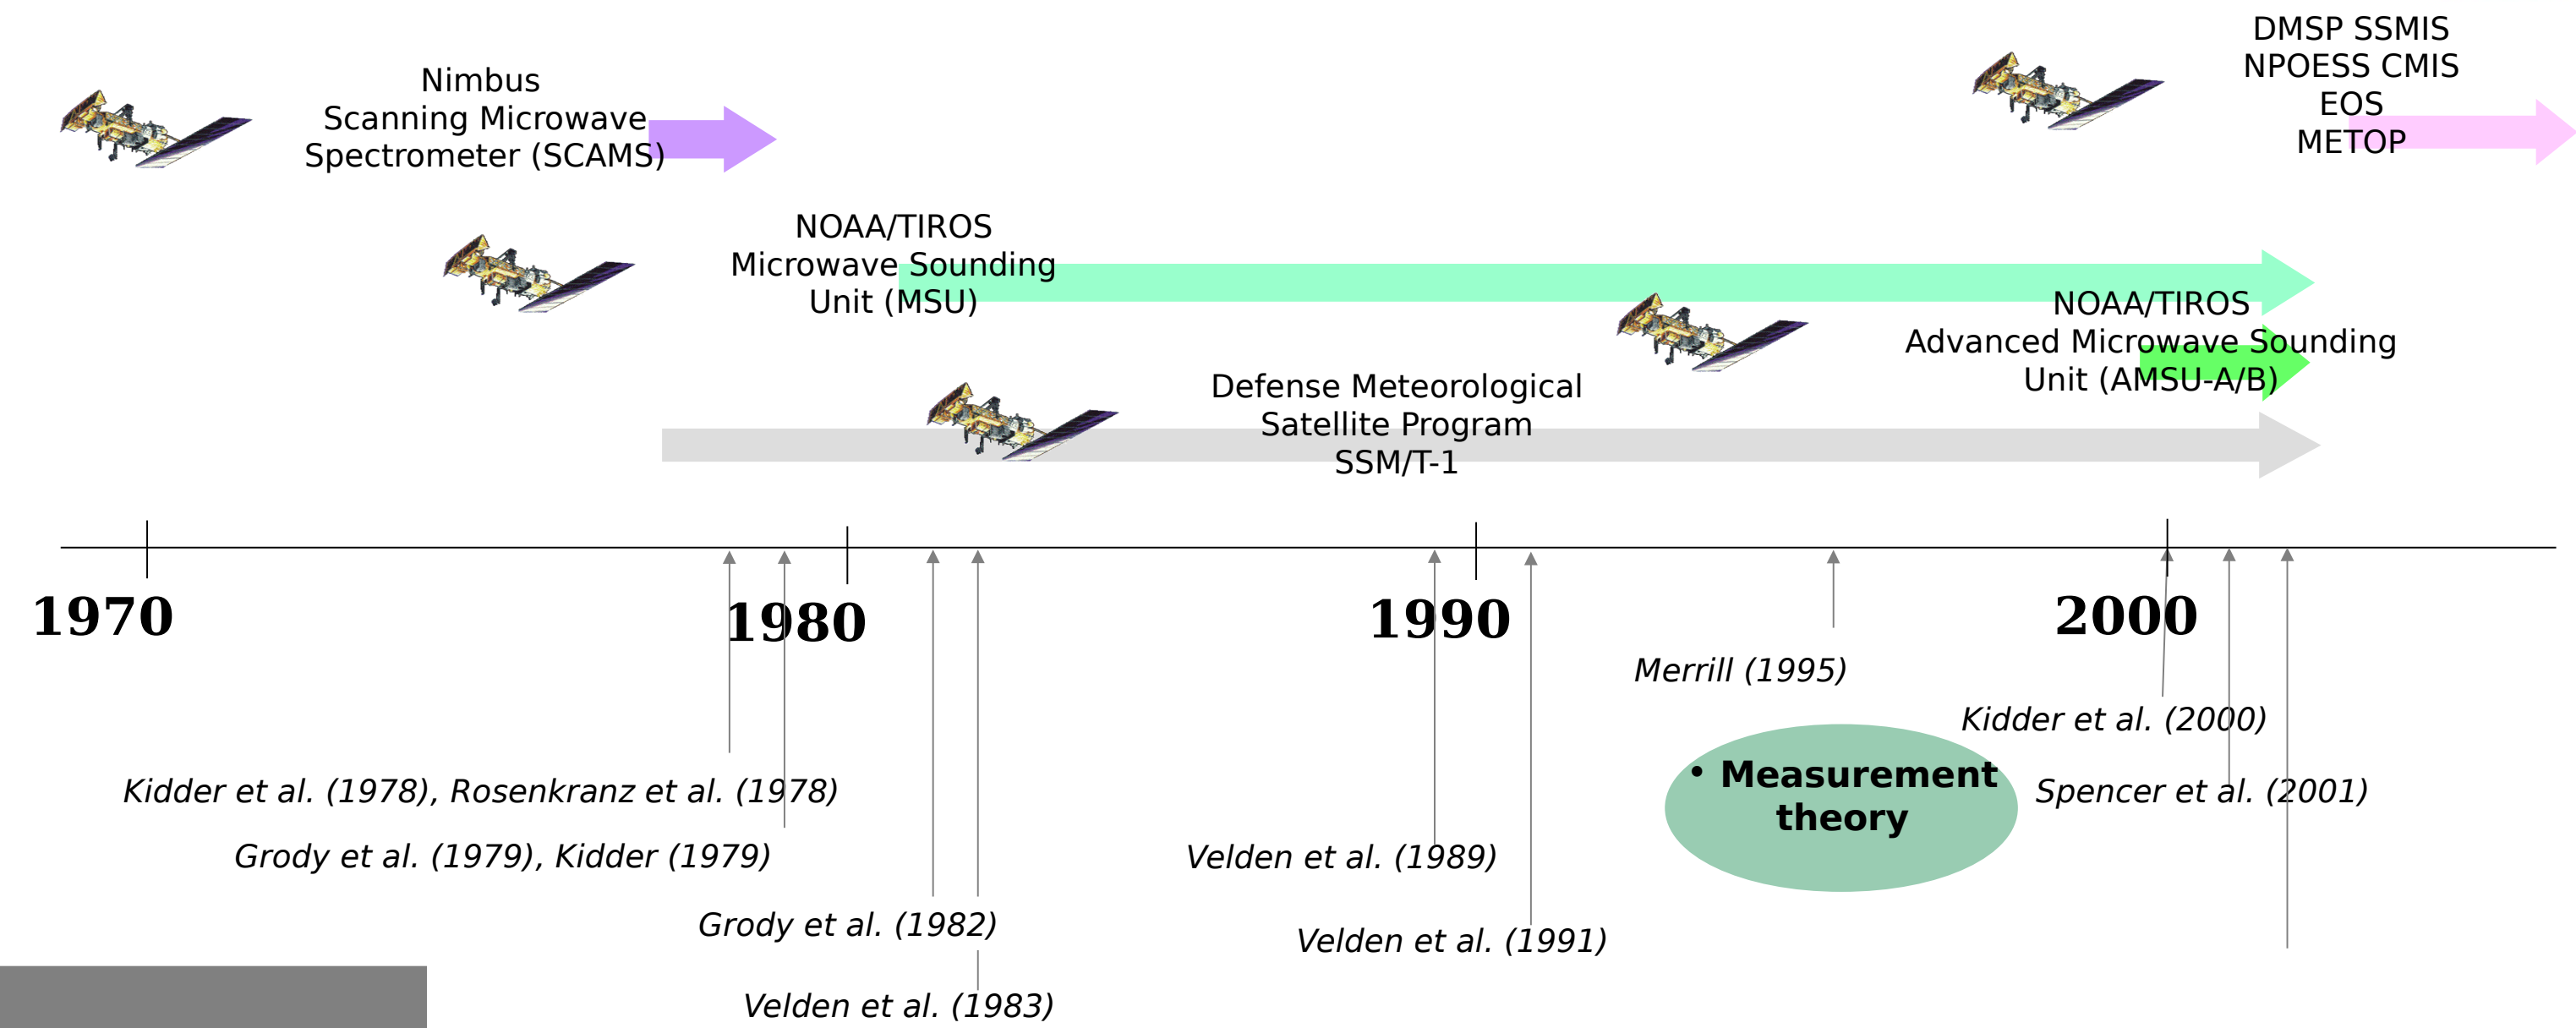 Nimbus
Scanning Microwave
Spectrometer (SCAMS)
DMSP SSMIS
NPOESS CMIS
EOS
METOP
NOAA/TIROS
Microwave Sounding
Unit (MSU)
NOAA/TIROS
Advanced Microwave Sounding
Unit (AMSU-A/B)
Defense Meteorological
Satellite Program
SSM/T-1
1970
1980
1990
2000
Merrill (1995)
Kidder et al. (2000)
• Measurement
theory
Kidder et al. (1978), Rosenkranz et al. (1978)
Spencer et al. (2001)
Grody et al. (1979), Kidder (1979)
Velden et al. (1989)
Grody et al. (1982)
Velden et al. (1991)
Velden et al. (1983)